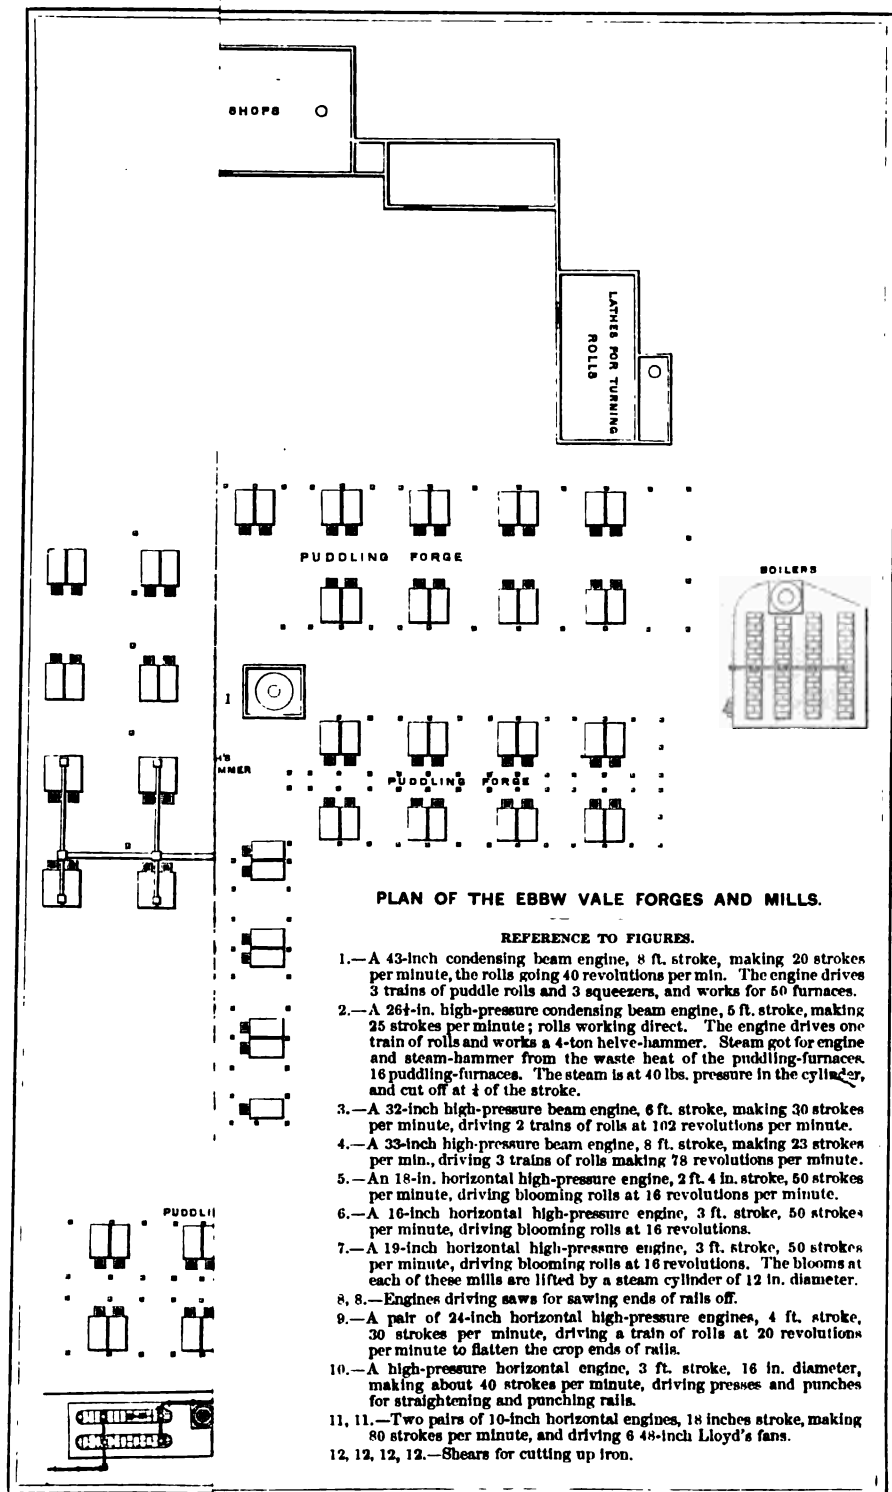 SHOPS
LATHES FOR TURNING
ROLLS
PUDDLING FORGE
BOILERS
I
H'S
MMER
PUDDLING FORGE
PLAN OF THE EBBW VALE FORGES AND MILLS.
REFERENCE TO FIGURES.
1.—A 43-inch condensing beam engine, 8 ft. stroke, making 20 strokes
per minute, the rolls going 40 revolutions per min. The engine drives
3 trains of puddle rolls and 3 squeezers, and works for 50 furnaces.
2.—A in. high-pressure condensing beam engine, 5 ft. stroke, making
25 strokes per minute; rolls working direct. The engine drives one
train of rolls and works a 4-ton helve-hammer. Steam got for engine
and steam-hammer from the waste heat of the puddling-furnaces.
16 puddling-furnaces. The steam is at 40 lbs. pressure in the cylinder,
and cut off at of the stroke.
3.—A 32-inch high-pressure beam engine, 6 ft. stroke, making 30 strokes
per minute, driving 2 trains of rolls at 102 revolutions per minute.
4.—A 33-inch high-pressure beam engine, 8 ft. stroke, making 23 strokes
per min., driving 3 trains of rolls making 78 revolutions per minute.
5.—An 18-in. horizontal high-pressure engine, 2 ft. 4 in. stroke, 50 strokes
per minute, driving blooming rolls at 16 revolutions per minute.
6.—A 16-inch horizontal high-pressure engine, 3 ft. stroke, 50 strokes
per minute, driving blooming rolls at 16 revolutions.
7.—A 19-inch horizontal high-pressure engine, 3 ft. stroke, 50 strokes
per minute, driving blooming rolls at 16 revolutions. The blooms at
each of these mills are lifted by a steam cylinder of 12 in. diameter.
8, 8.—Engines driving saws for sawing ends of rails off.
9.—A pair of 24-inch horizontal high-pressure engines, 4 ft. stroke,
30 strokes per minute, driving a train of rolls at 20 revolutions
per minute to flatten the crop ends of rails.
10.—A high-pressure horizontal engine, 3 ft. stroke, 16 in. diameter,
making about 40 strokes per minute, driving presses and punches
for straightening and punching rails.
11, 11.—Two pairs of 10-inch horizontal engines, 18 inches stroke, making
80 strokes per minute, and driving 6 48-inch Lloyd's fans.
12, 12, 12, 12.—Shears for cutting up iron.
PUDDLI